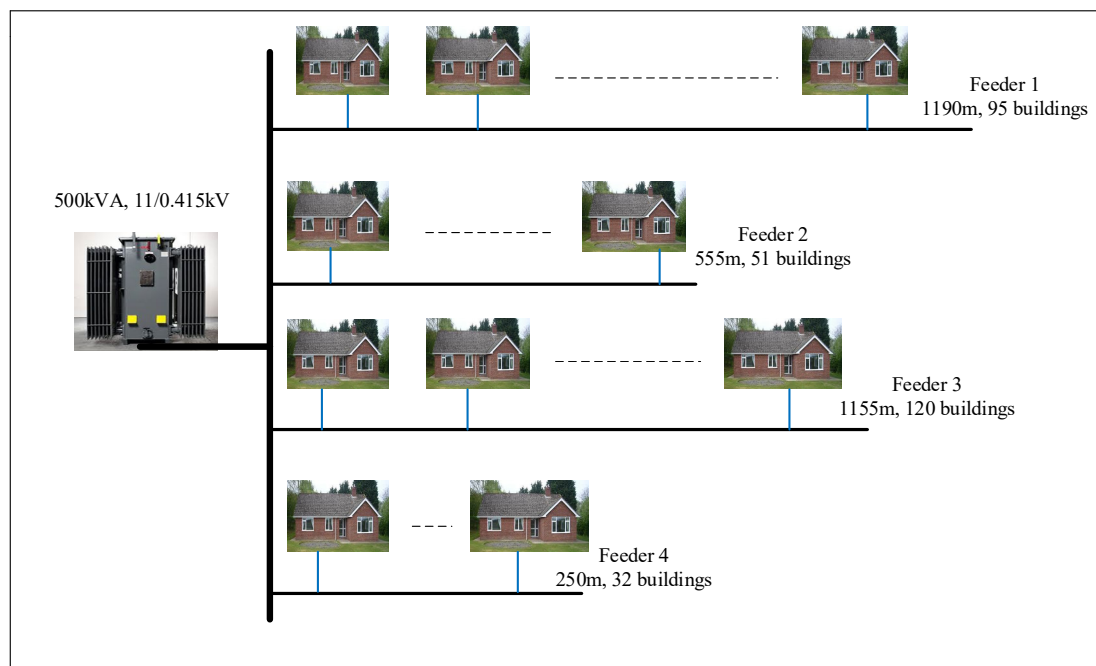 Feeder 1
1190m, 95 buildings
500kVA, 11/0.415kV
Feeder 2
555m, 51 buildings
Feeder 3
1155m, 120 buildings
Feeder 4
250m, 32 buildings